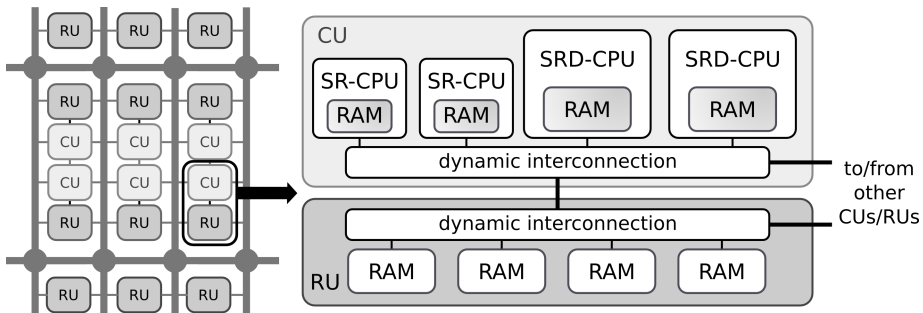 RU RU RU
RU RU RU
CU CU CU
CU CU CU
RU RU RU
RU RU RU
CU
SR-CPU SR-CPU SRD-CPU SRD-CPU
RAM RAM RAM RAM
dynamic interconnection
to/from
other
CUs/RUs
dynamic interconnection
RU RAM RAM RAM RAM